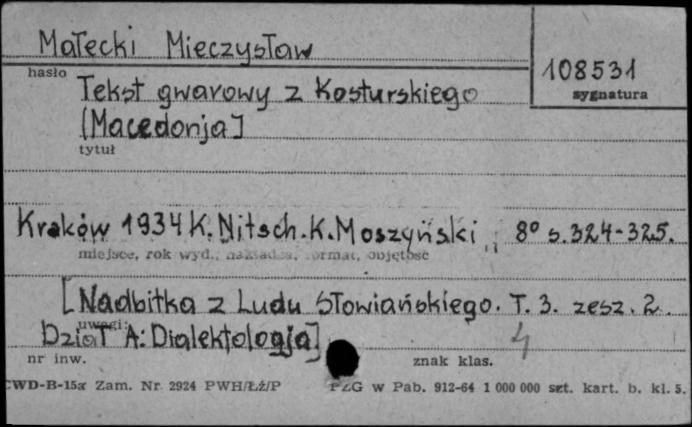 Małecki Mieczysław
108531
hasło
sygnatura
Tekst gwarowy z Kosturskiego
[Macedonja]
tytuł
Kraków 1934 K. Nitsch. K. Moszyński, 8° s. 324-325.
miejsce, rok wyd., nakładca, format, objętość
[Nadbitka z Ludu Słowiańskiego. T. 3. zesz. 2.
uwagi:
Dział A: Dialektologja]
4
nr inw.
znak klas.
CWD-B-15a Zam. Nr 2924 PWH/Łż/P PZG w Pab. 912-64 1 000 000 szt. kart. b. kl. 5.